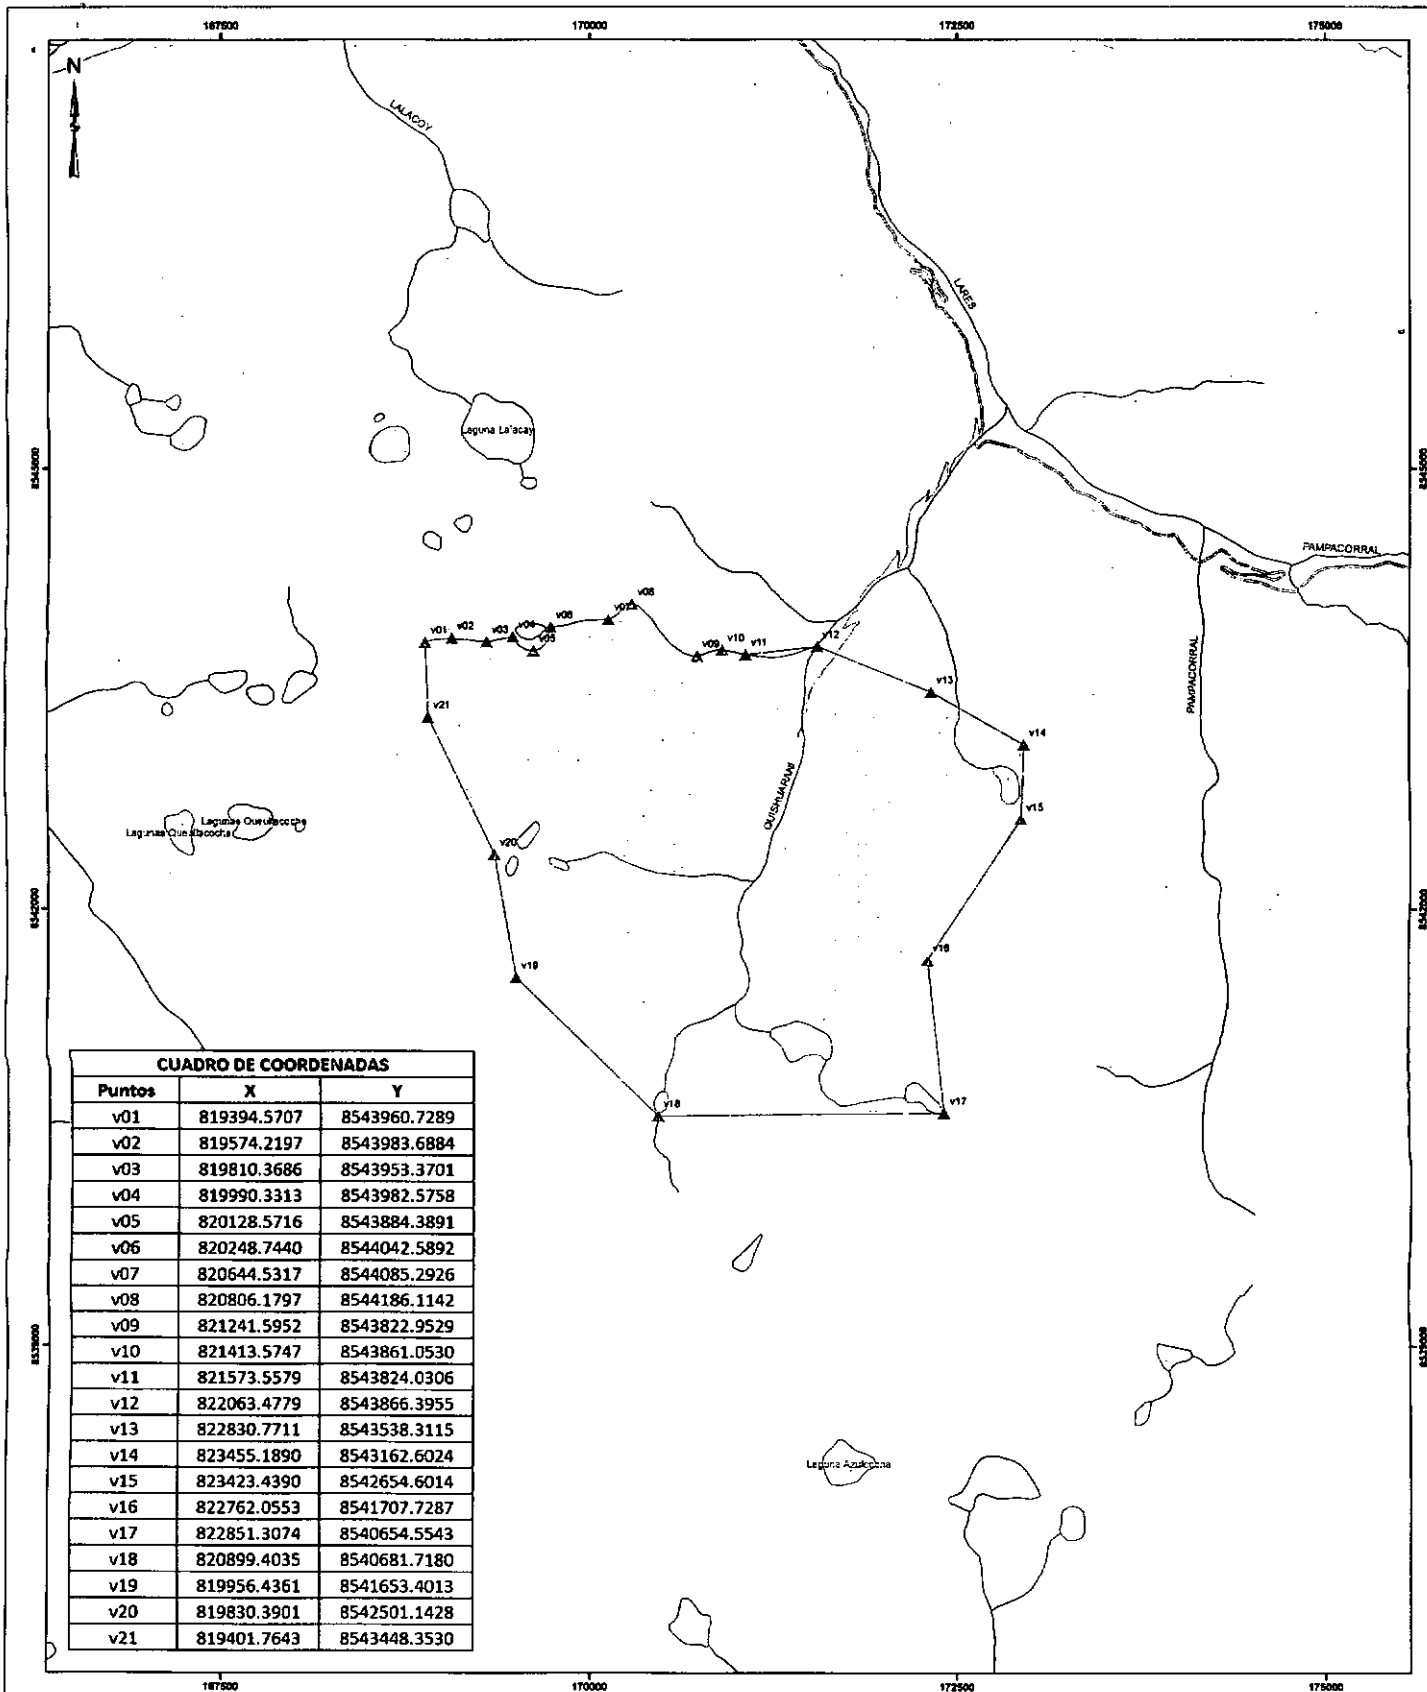 167500 170000 172500 175000
N
LALACOY
LARES
Laguna Lalacay
8545000 8545000
PAMPACORRAL
v01 v02 v03 v04 v05 v06 v07 v08 v09 v10 v11 v12
v13
PAMPACORRAL
v21
v14
QUISHUARANI
v15
Lagunas Queullacocha Lagunas Queullacocha
v20
8542000 8542000
v16
v19
v18
v17
CUADRO DE COORDENADAS
Puntos X Y
v01 819394.5707 8543960.7289
v02 819574.2197 8543983.6884
v03 819810.3686 8543953.3701
v04 819990.3313 8543982.5758
v05 820128.5716 8543884.3891
v06 820248.7440 8544042.5892
v07 820644.5317 8544085.2926
v08 820806.1797 8544186.1142
v09 821241.5952 8543822.9529
v10 821413.5747 8543861.0530
v11 821573.5579 8543824.0306
v12 822063.4779 8543866.3955
v13 822830.7711 8543538.3115
v14 823455.1890 8543162.6024
v15 823423.4390 8542654.6014
v16 822762.0553 8541707.7287
v17 822851.3074 8540654.5543
v18 820899.4035 8540681.7180
v19 819956.4361 8541653.4013
v20 819830.3901 8542501.1428
v21 819401.7643 8543448.3530
8539000 8539000
Laguna Azulcocha
167500 170000 172500 175000